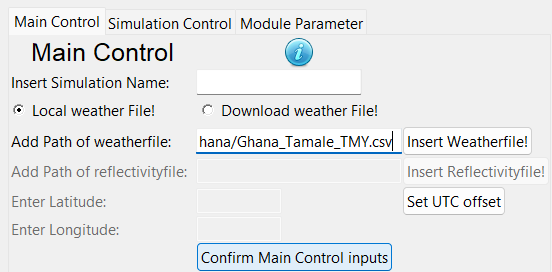 Main Control Simulation Control Module Parameter
Main Control i
Insert Simulation Name:
Local weather File! Download weather File!
Add Path of weatherfile: hana/Ghana_Tamale_TMY.csv Insert Weatherfile!
Add Path of reflectivityfile: Insert Reflectivityfile!
Enter Latitude: Set UTC offset
Enter Longitude:
Confirm Main Control inputs